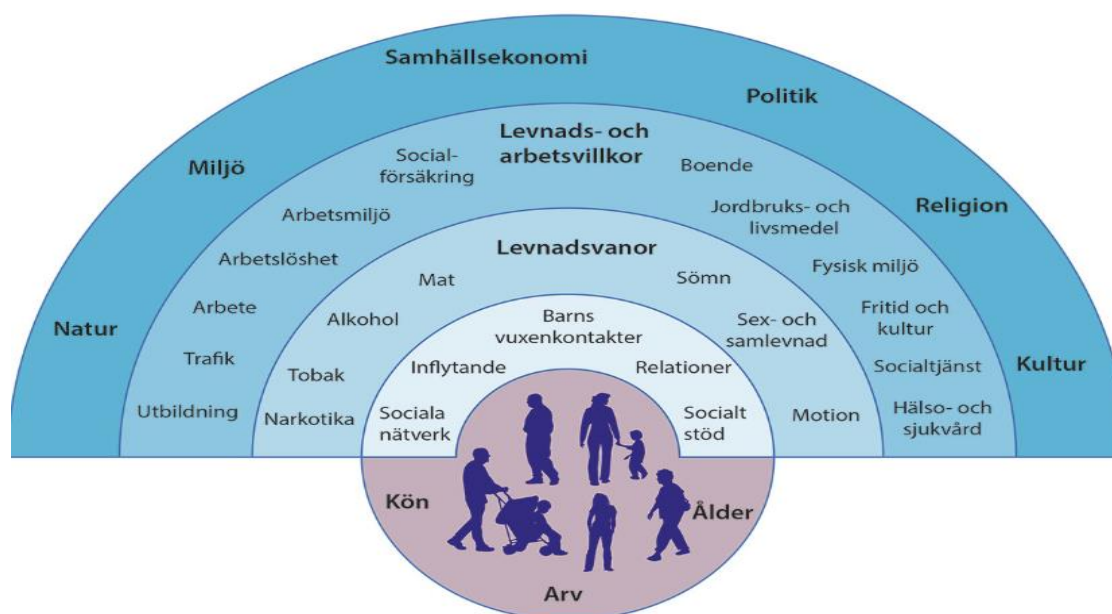 Samhällsekonomi
Politik
Miljö
Religion
Natur
Kultur
Levnads- och
arbetsvillkor
Social-
försäkring
Boende
Arbetsmiljö
Jordbruks- och
livsmedel
Arbetslöshet
Fysisk miljö
Arbete
Fritid och
kultur
Trafik
Socialtjänst
Utbildning
Hälso- och
sjukvård
Levnadsvanor
Mat
Sömn
Alkohol
Sex- och
samlevnad
Tobak
Narkotika
Motion
Barns
vuxenkontakter
Inflytande
Relationer
Sociala
nätverk
Socialt
stöd
Kön
Ålder
Arv